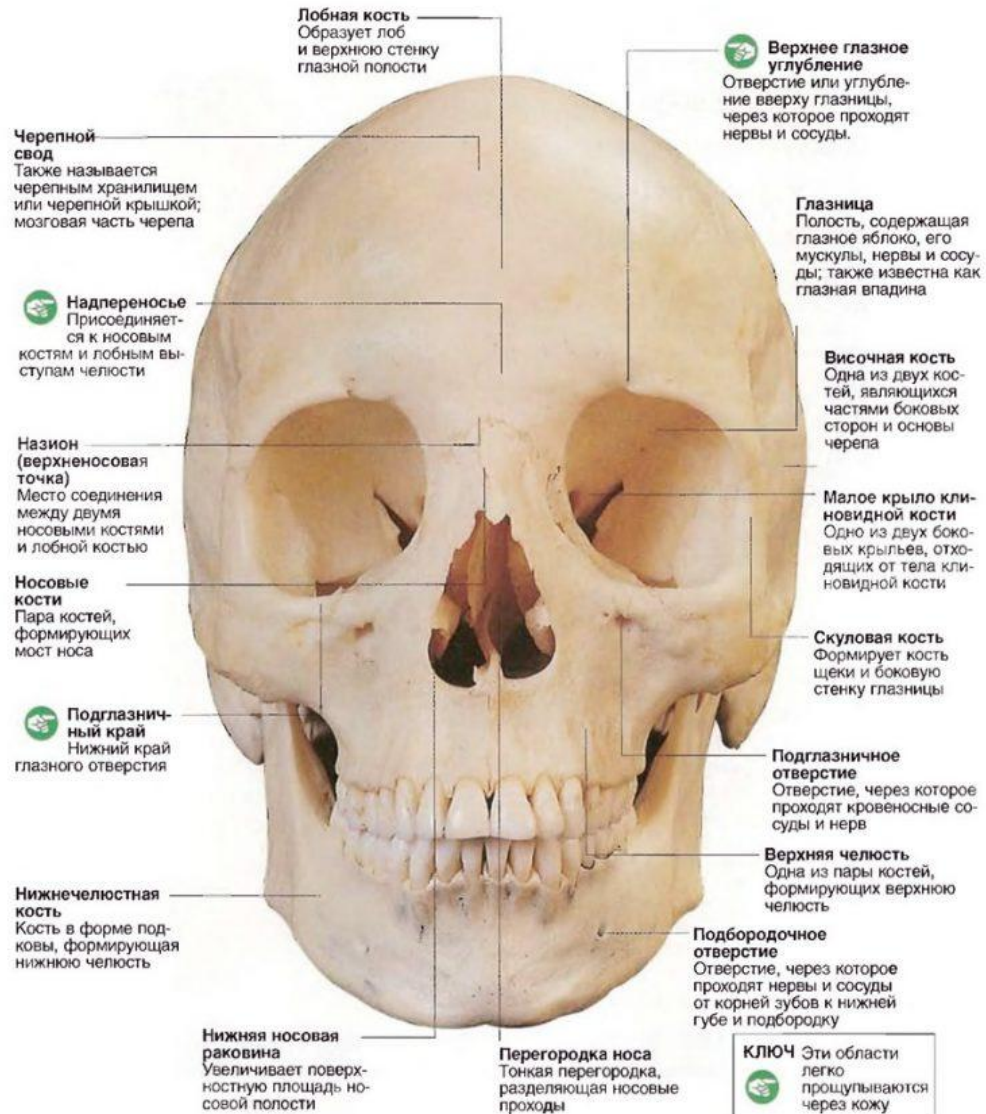 Лобная кость
Образует лоб
и верхнюю стенку
глазной полости
Верхнее глазное
углубление
Отверстие или углубле-
ние вверху глазницы,
через которое проходят
нервы и сосуды.
Черепной
свод
Также называется
черепным хранилищем
или черепной крышкой;
мозговая часть черепа
Глазница
Полость, содержащая
глазное яблоко, его
мускулы, нервы и сосу-
ды; также известна как
глазная впадина
Надпереносье
Присоединяет-
ся к носовым
костям и лобным вы-
ступам челюсти
Височная кость
Одна из двух кос-
тей, являющихся
частями боковых
сторон и основы
черепа
Назион
(верхненосовая
точка)
Место соединения
между двумя
носовыми костями
и лобной костью
Малое крыло кли-
новидной кости
Одно из двух боко-
вых крыльев, отхо-
дящих от тела кли-
новидной кости
Носовые
кости
Пара костей,
формирующих
мост носа
Скуловая кость
Формирует кость
щеки и боковую
стенку глазницы
Подглазнич-
ный край
Нижний край
глазного отверстия
Подглазничное
отверстие
Отверстие, через которое
проходят кровеносные со-
суды и нерв
Верхняя челюсть
Одна из пары костей,
формирующих верхнюю
челюсть
Нижнечелюстная
кость
Кость в форме под-
ковы, формирующая
нижнюю челюсть
Подбородочное
отверстие
Отверстие, через которое
проходят нервы и сосуды
от корней зубов к нижней
губе и подбородку
Нижняя носовая
раковина
Увеличивает поверх-
ностную площадь но-
совой полости
Перегородка носа
Тонкая перегородка,
разделяющая носовые
проходы
КЛЮЧ Эти области
легко
прощупываются
через кожу